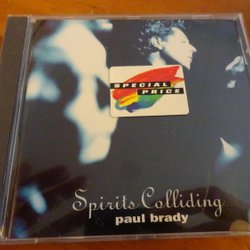 SPECIAL
PRICE
Spirits Colliding
paul brady